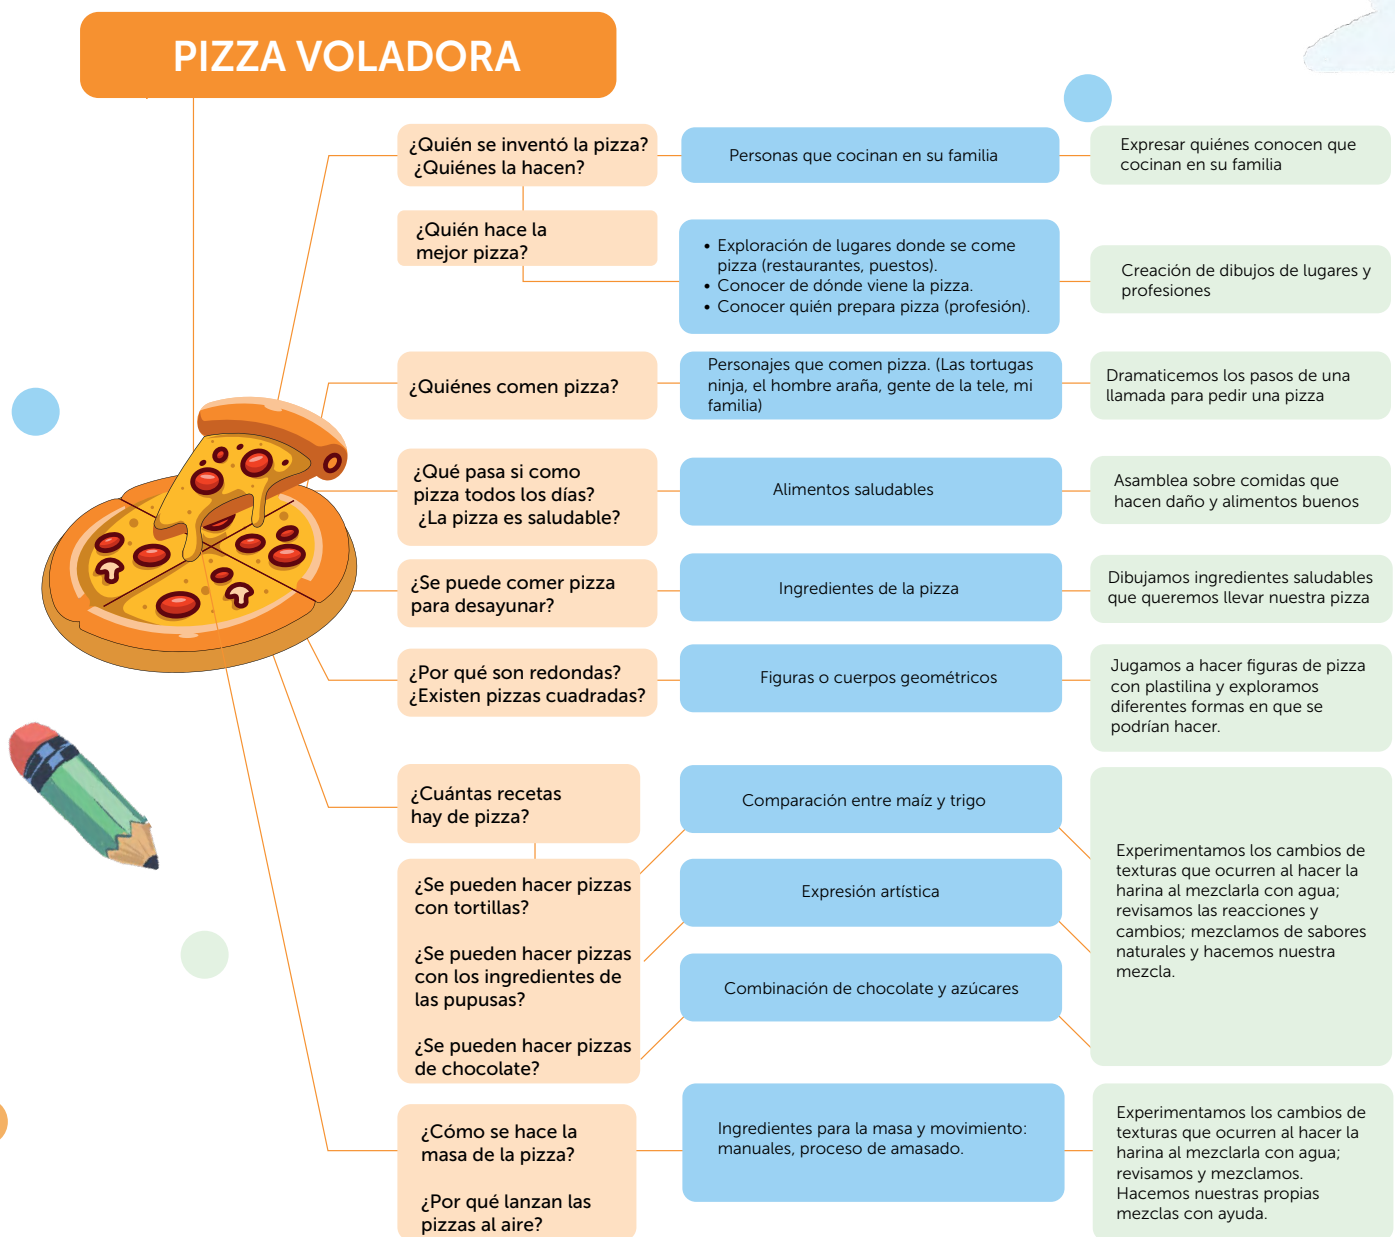 PIZZA VOLADORA
¿Quién se inventó la pizza?
¿Quiénes la hacen?
Personas que cocinan en su familia
Expresar quiénes conocen que
cocinan en su familia
¿Quién hace la
mejor pizza?
• Exploración de lugares donde se come
pizza (restaurantes, puestos).
• Conocer de dónde viene la pizza.
• Conocer quién prepara pizza (profesión).
Creación de dibujos de lugares y
profesiones
¿Quiénes comen pizza?
Personajes que comen pizza. (Las tortugas
ninja, el hombre araña, gente de la tele, mi
familia)
Dramaticemos los pasos de una
llamada para pedir una pizza
¿Qué pasa si como
pizza todos los días?
¿La pizza es saludable?
Alimentos saludables
Asamblea sobre comidas que
hacen daño y alimentos buenos
¿Se puede comer pizza
para desayunar?
Ingredientes de la pizza
Dibujamos ingredientes saludables
que queremos llevar nuestra pizza
¿Por qué son redondas?
¿Existen pizzas cuadradas?
Figuras o cuerpos geométricos
Jugamos a hacer figuras de pizza
con plastilina y exploramos
diferentes formas en que se
podrían hacer.
¿Cuántas recetas
hay de pizza?
¿Se pueden hacer pizzas
con tortillas?
¿Se pueden hacer pizzas
con los ingredientes de
las pupusas?
¿Se pueden hacer pizzas
de chocolate?
Comparación entre maíz y trigo
Expresión artística
Combinación de chocolate y azúcares
Experimentamos los cambios de
texturas que ocurren al hacer la
harina al mezclarla con agua;
revisamos las reacciones y
cambios; mezclamos de sabores
naturales y hacemos nuestra
mezcla.
¿Cómo se hace la
masa de la pizza?
¿Por qué lanzan las
pizzas al aire?
Ingredientes para la masa y movimiento:
manuales, proceso de amasado.
Experimentamos los cambios de
texturas que ocurren al hacer la
harina al mezclarla con agua;
revisamos y mezclamos.
Hacemos nuestras propias
mezclas con ayuda.